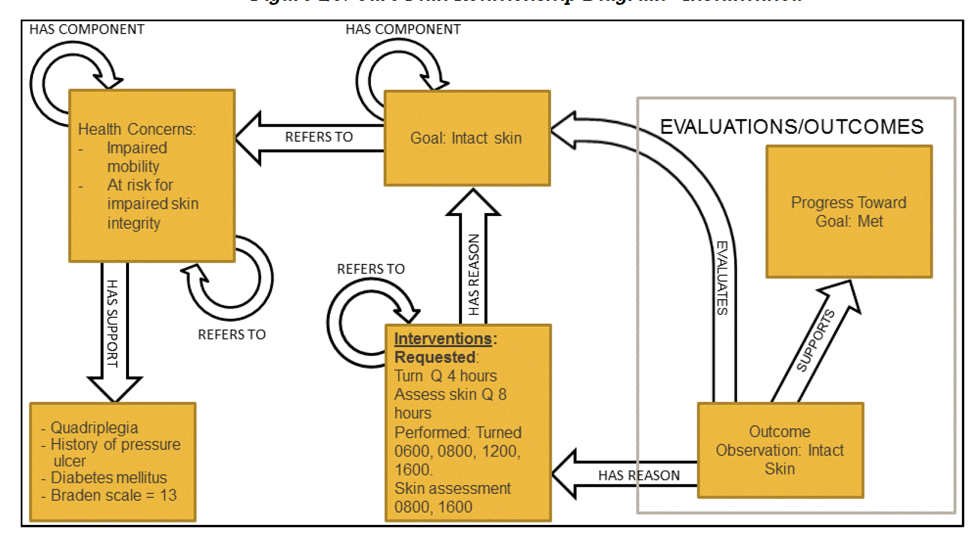 HAS COMPONENT
HAS COMPONENT
Health Concerns:
- Impaired
mobility
- At risk for
impaired skin
integrity
REFERS TO
Goal: Intact skin
EVALUATIONS/OUTCOMES
Progress Toward
Goal: Met
HAS SUPPORT
REFERS TO
REFERS TO
HAS REASON
EVALUATES
SUPPORTS
Interventions:
Requested:
Turn Q 4 hours
Assess skin Q 8
hours
Performed: Turned
0600, 0800, 1200,
1600.
Skin assessment
0800, 1600
- Quadriplegia
- History of pressure
ulcer
- Diabetes mellitus
- Braden scale = 13
HAS REASON
Outcome
Observation: Intact
Skin